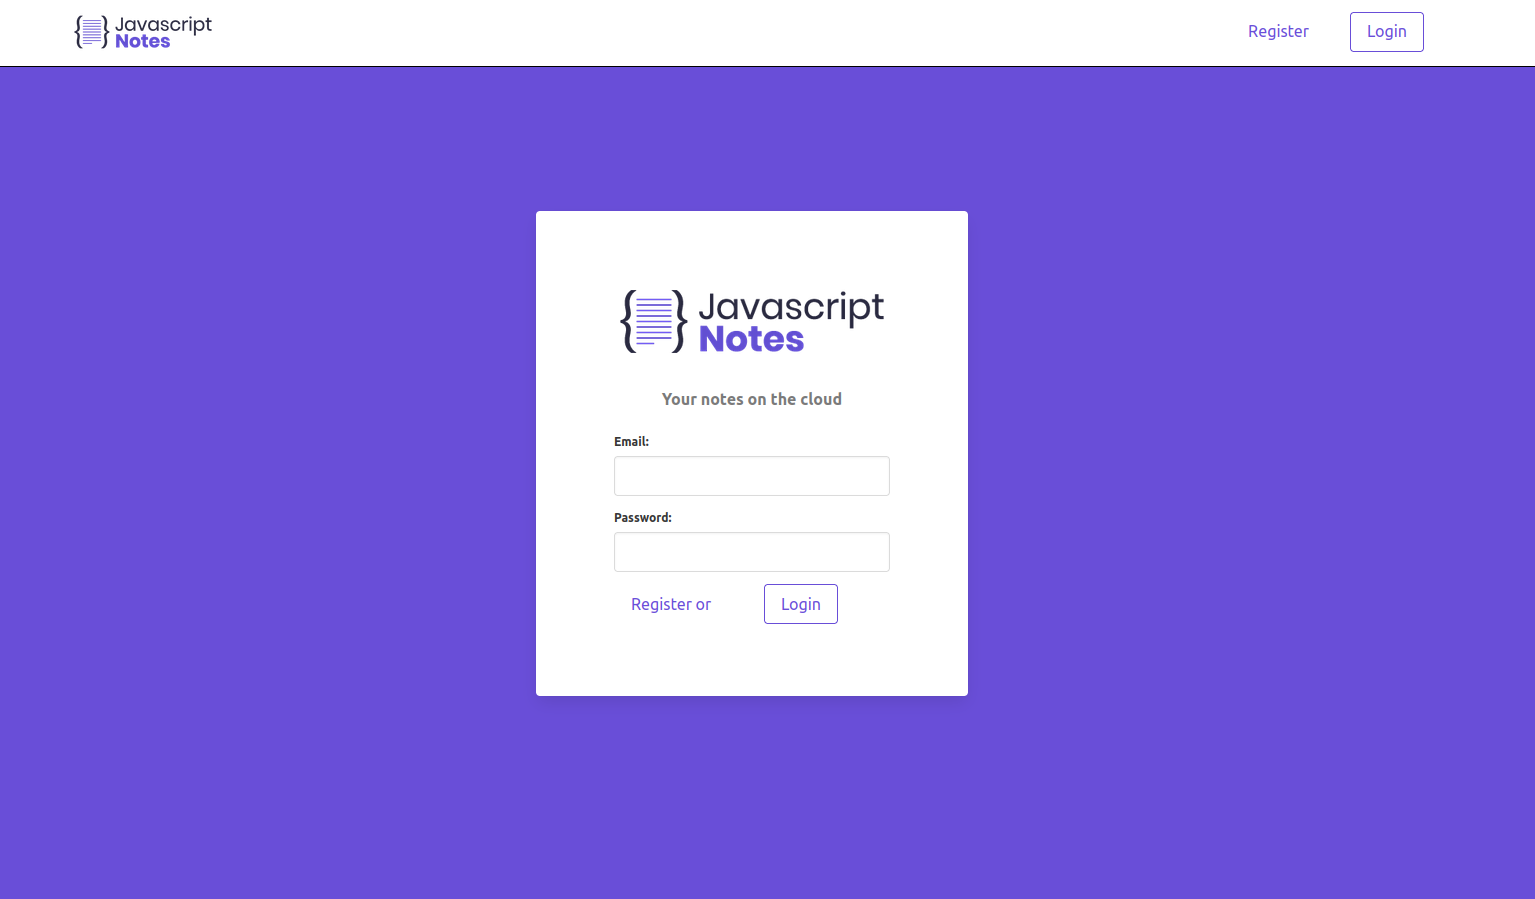 Javascript
Notes
Register
Login
Javascript
Notes
Your notes on the cloud
Email:
Password:
Register or
Login